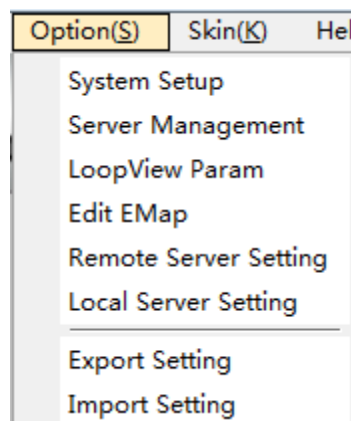 Option(S) Skin(K) Hel
System Setup
Server Management
LoopView Param
Edit EMap
Remote Server Setting
Local Server Setting
Export Setting
Import Setting